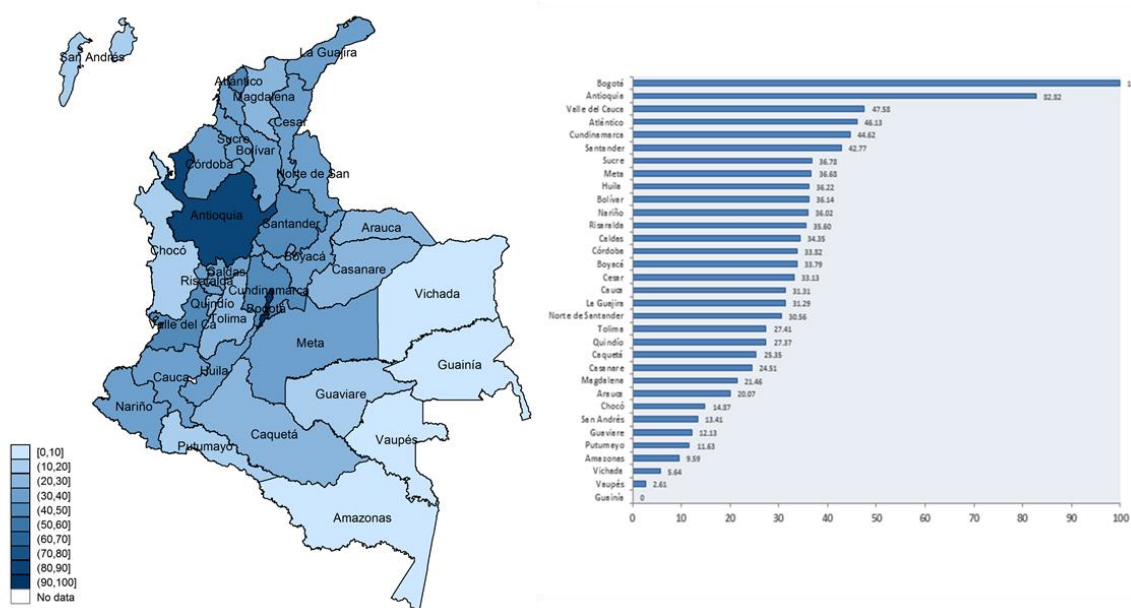 San Andrés
La Guajira
Atlántico
Magdalena
Cesar
Sucre
Bolívar
Córdoba
Norte de San
Antioquia
Santander
Arauca
Chocó
Boyacá
Casanare
Caldas
Risaralda
Cundinamarca
Vichada
Quindío
Bogotá
Tolima
Valle del Ca
Meta
Guainía
Huila
Cauca
Guaviare
Nariño
Caquetá
Vaupés
Putumayo
Amazonas
[0,10]
(10,20]
(20,30]
(30,40]
(40,50]
(50,60]
(60,70]
(70,80]
(80,90]
(90,100]
No data
Bogotá 1
Antioquia 82.82
Valle del Cauca 47.58
Atlántico 46.13
Cundinamarca 44.62
Santander 42.77
Sucre 36.78
Meta 36.68
Huila 36.22
Bolívar 36.14
Nariño 36.02
Risaralda 35.60
Caldas 34.35
Córdoba 33.82
Boyacá 33.79
Cesar 33.13
Cauca 31.31
La Guajira 31.29
Norte de Santander 30.56
Tolima 27.41
Quindío 27.37
Caquetá 25.35
Casanare 24.51
Magdalena 21.46
Arauca 20.07
Chocó 14.87
San Andrés 13.41
Guaviare 12.13
Putumayo 11.63
Amazonas 9.59
Vichada 5.64
Vaupés 2.61
Guainía 0
0 10 20 30 40 50 60 70 80 90 100